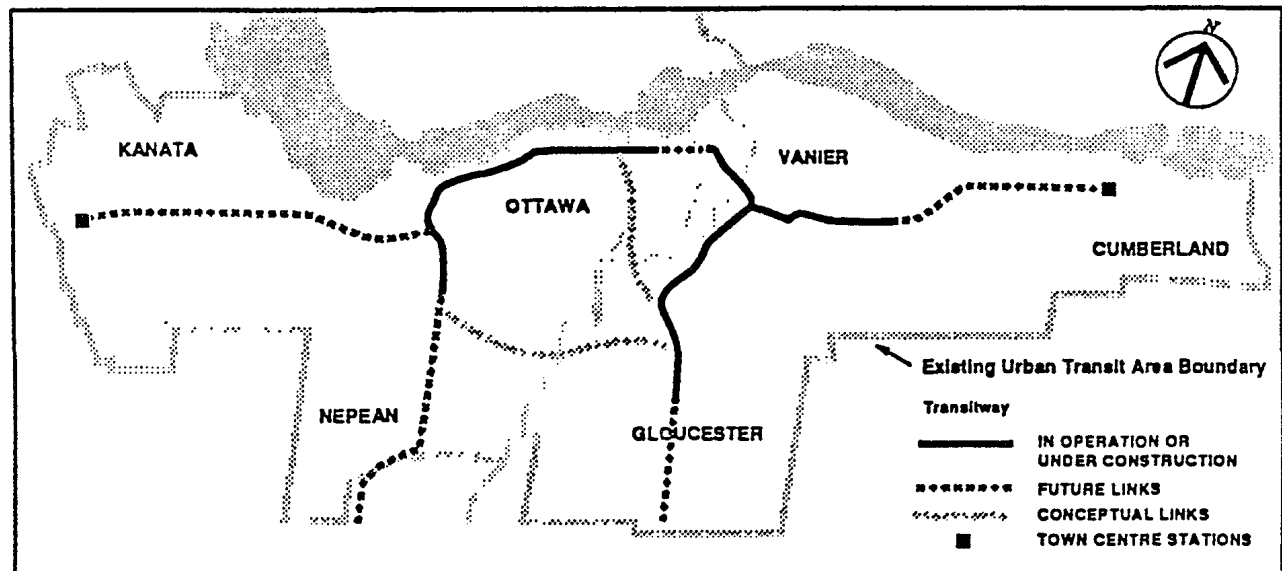 N
KANATA
VANIER
OTTAWA
CUMBERLAND
NEPEAN
GLOUCESTER
Existing Urban Transit Area Boundary
Transitway
IN OPERATION OR
UNDER CONSTRUCTION
FUTURE LINKS
CONCEPTUAL LINKS
TOWN CENTRE STATIONS